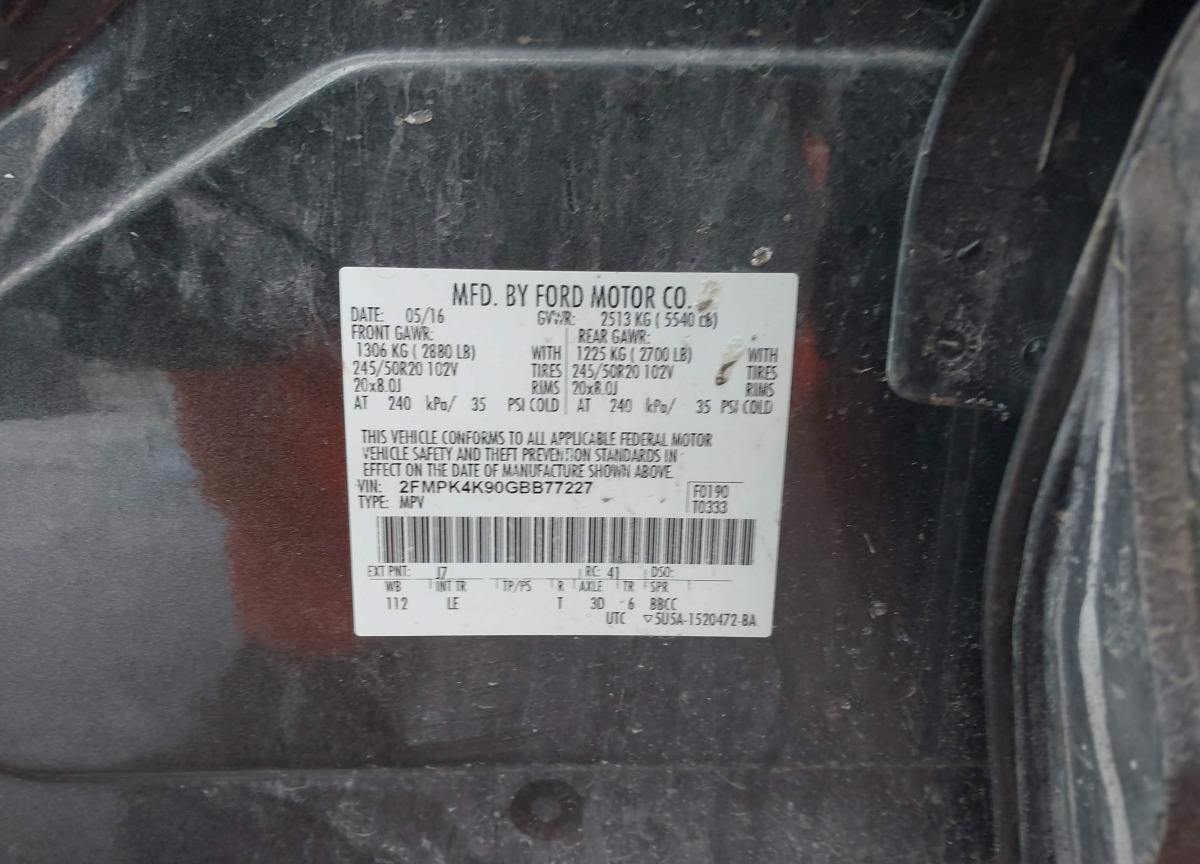 MFD. BY FORD MOTOR CO.
DATE: 05/16 GVWR: 2513 KG ( 5540 LB)
FRONT GAWR: REAR GAWR:
1306 KG ( 2880 LB) WITH 1225 KG ( 2700 LB) WITH
245/50R20 102V TIRES 245/50R20 102V TIRES
20x8.0J RIMS 20x8.0J RIMS
AT 240 kPa/ 35 PSI COLD AT 240 kPa/ 35 PSI COLD
THIS VEHICLE CONFORMS TO ALL APPLICABLE FEDERAL MOTOR
VEHICLE SAFETY AND THEFT PREVENTION STANDARDS IN
EFFECT ON THE DATE OF MANUFACTURE SHOWN ABOVE.
VIN: 2FMPK4K90GBB77227 F0190
TYPE: MPV T0333
EXT PNT: J7 RC: 41 DSO:
WB INT TR TP/PS R AXLE TR SPR
112 LE T 3D 6 BBCC
UTC ▽5U5A-1520472-BA